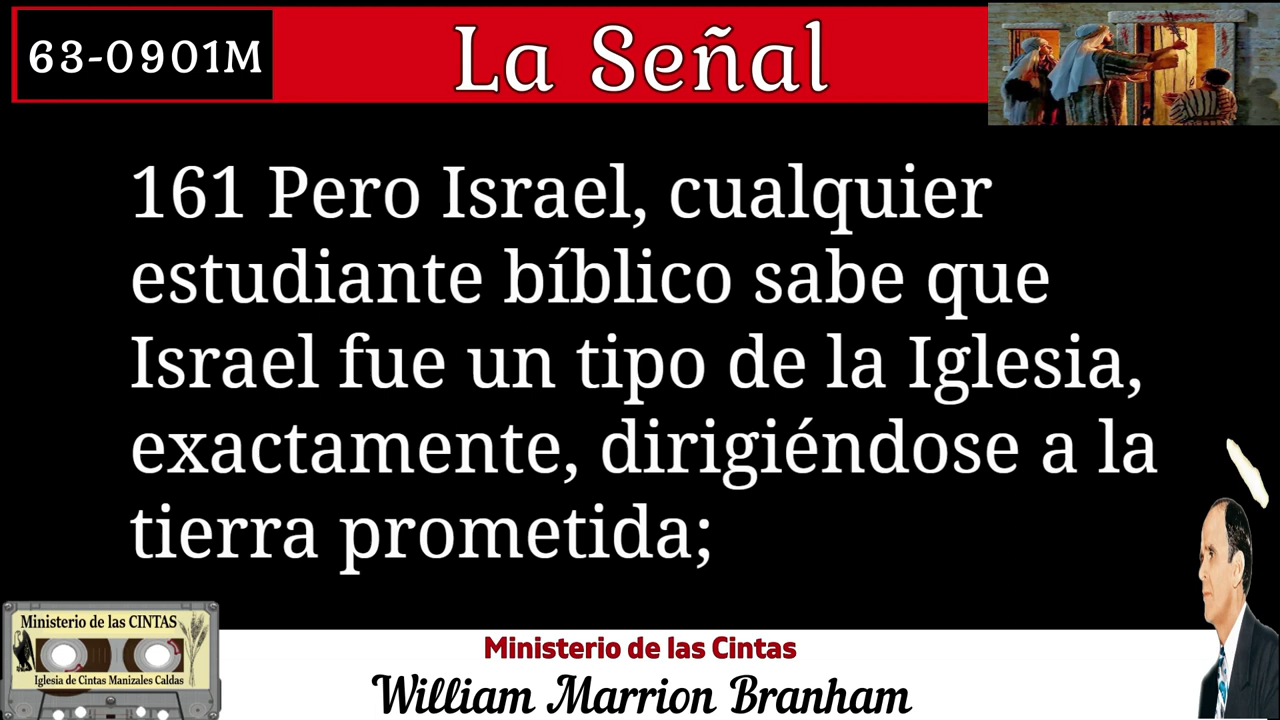 63-0901M
La Señal
161 Pero Israel, cualquier
estudiante bíblico sabe que
Israel fue un tipo de la Iglesia,
exactamente, dirigiéndose a la
tierra prometida;
Ministerio de las CINTAS
Iglesia de Cintas Manizales Caldas
Ministerio de las Cintas
William Marrion Branham